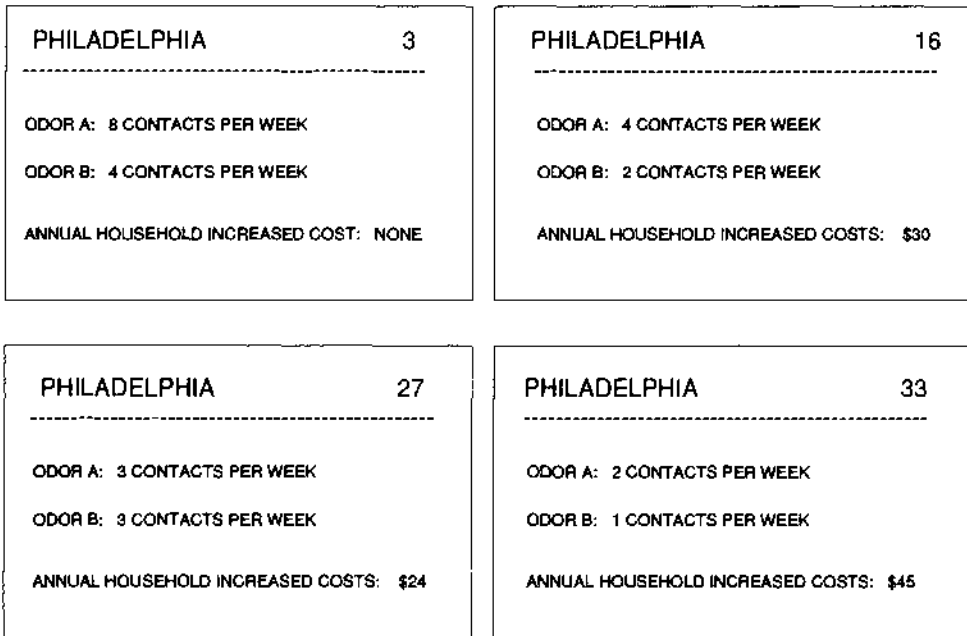 PHILADELPHIA 3
ODOR A: 8 CONTACTS PER WEEK
ODOR B: 4 CONTACTS PER WEEK
ANNUAL HOUSEHOLD INCREASED COST: NONE
PHILADELPHIA 16
ODOR A: 4 CONTACTS PER WEEK
ODOR B: 2 CONTACTS PER WEEK
ANNUAL HOUSEHOLD INCREASED COSTS: $30
PHILADELPHIA 27
ODOR A: 3 CONTACTS PER WEEK
ODOR B: 3 CONTACTS PER WEEK
ANNUAL HOUSEHOLD INCREASED COSTS: $24
PHILADELPHIA 33
ODOR A: 2 CONTACTS PER WEEK
ODOR B: 1 CONTACTS PER WEEK
ANNUAL HOUSEHOLD INCREASED COSTS: $45